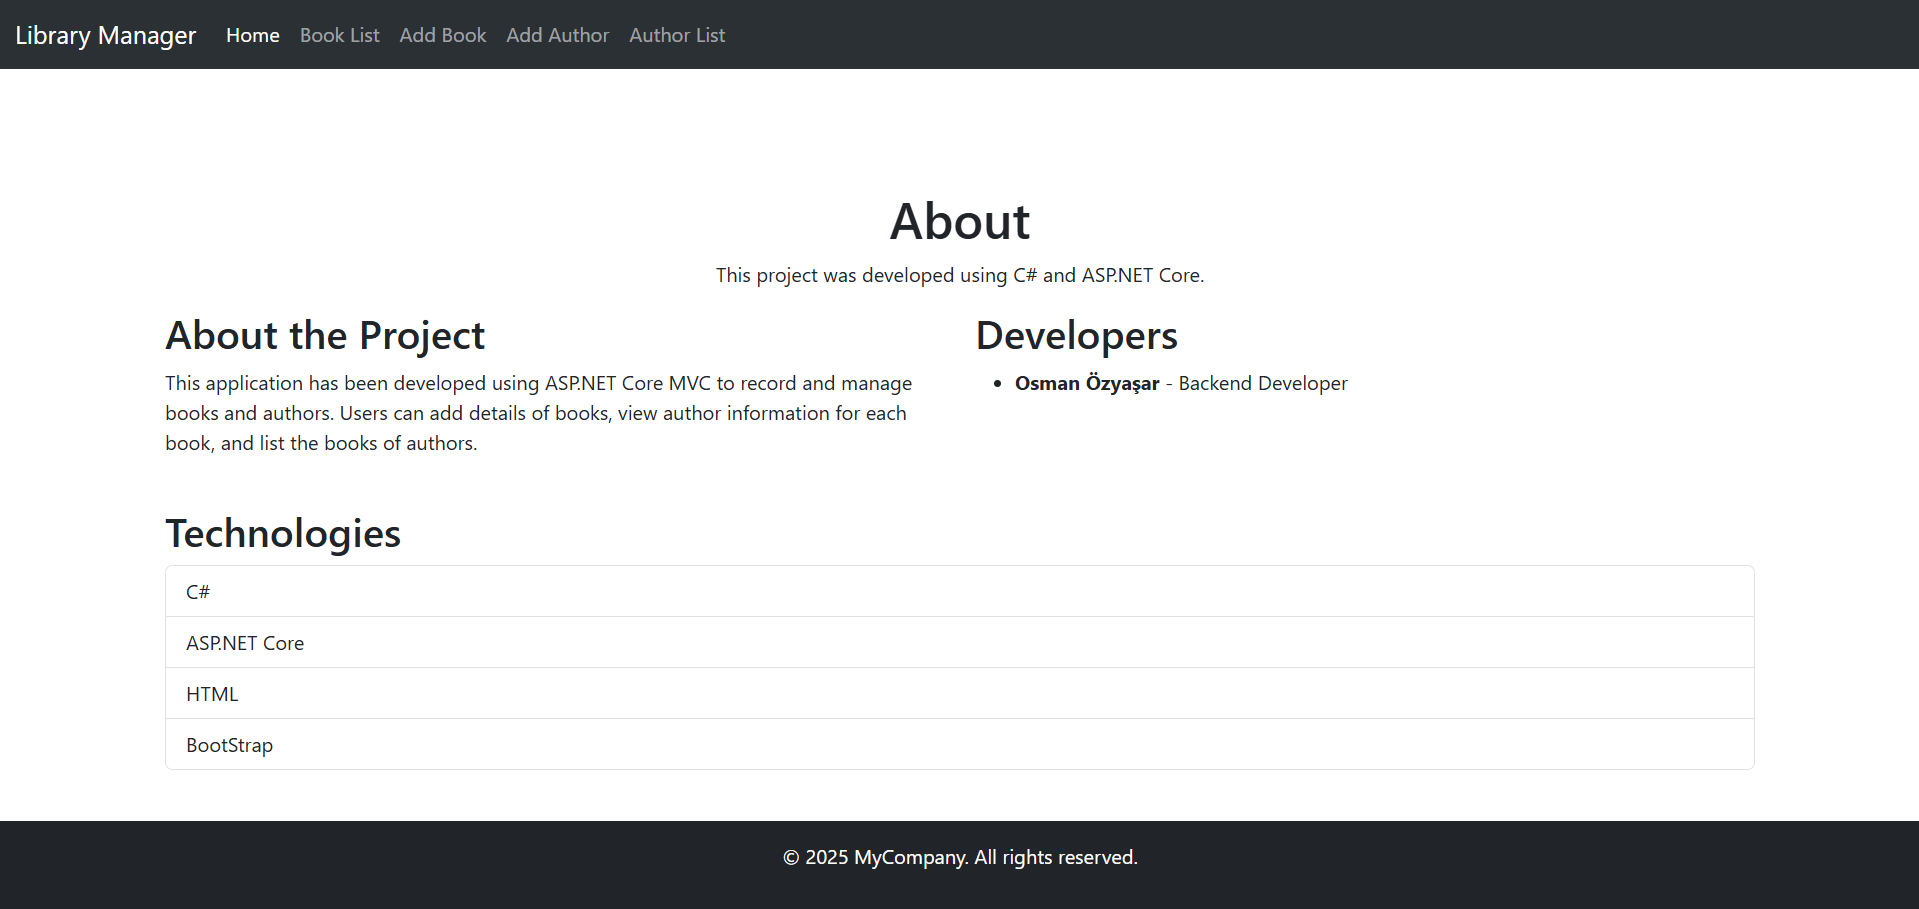 Library Manager Home Book List Add Book Add Author Author List
About
This project was developed using C# and ASP.NET Core.
About the Project
This application has been developed using ASP.NET Core MVC to record and manage
books and authors. Users can add details of books, view author information for each
book, and list the books of authors.
Developers
• Osman Özyaşar - Backend Developer
Technologies
C#
ASP.NET Core
HTML
BootStrap
© 2025 MyCompany. All rights reserved.